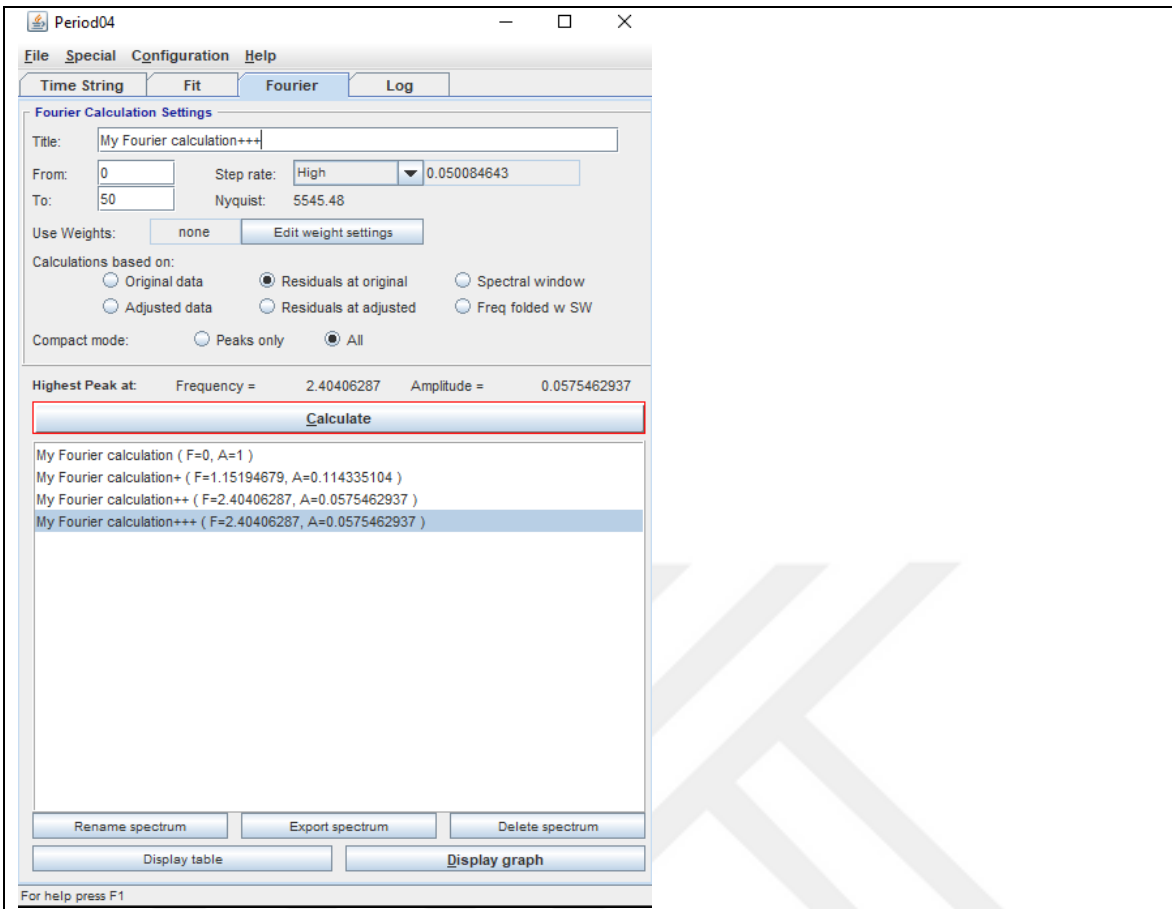 Period04
File Special Configuration Help
Time String Fit Fourier Log
Fourier Calculation Settings
Title: My Fourier calculation+++
From: 0 Step rate: High 0.050084643
To: 50 Nyquist: 5545.48
Use Weights: none Edit weight settings
Calculations based on:
Original data Residuals at original Spectral window
Adjusted data Residuals at adjusted Freq folded w SW
Compact mode: Peaks only All
Highest Peak at: Frequency = 2.40406287 Amplitude = 0.0575462937
Calculate
My Fourier calculation ( F=0, A=1 )
My Fourier calculation+ ( F=1.15194679, A=0.114335104 )
My Fourier calculation++ ( F=2.40406287, A=0.0575462937 )
My Fourier calculation+++ ( F=2.40406287, A=0.0575462937 )
Rename spectrum Export spectrum Delete spectrum
Display table Display graph
For help press F1